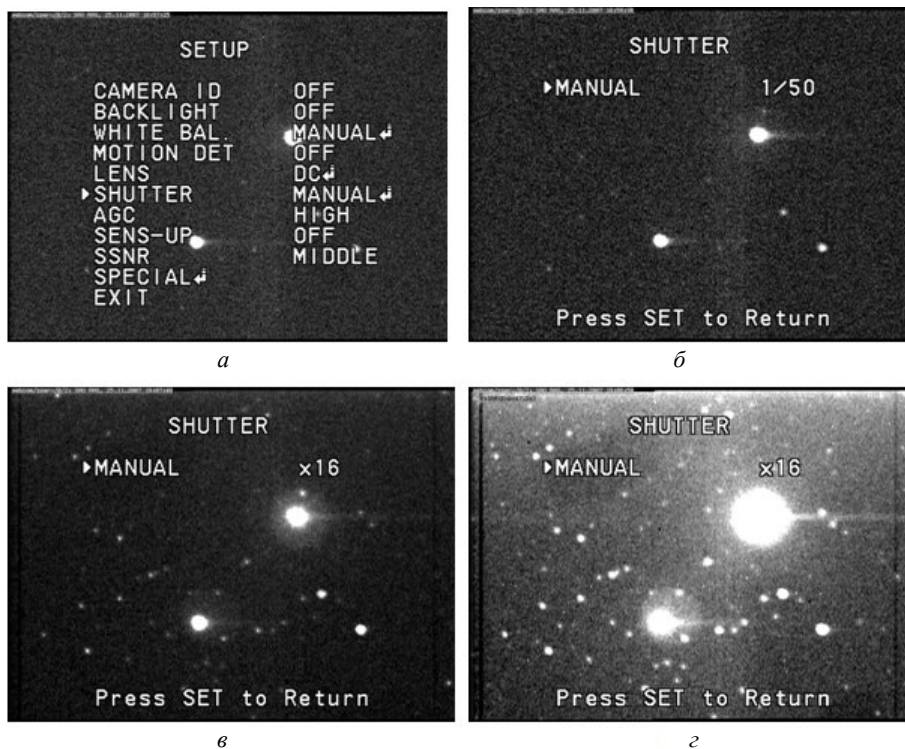 SETUP
CAMERA ID OFF
BACKLIGHT OFF
WHITE BAL. MANUAL↲
MOTION DET OFF
LENS DC↲
▸SHUTTER MANUAL↲
AGC HIGH
SENS-UP OFF
SSNR MIDDLE
SPECIAL↲
EXIT
а
SHUTTER
▸MANUAL 1/50
Press SET to Return
б
SHUTTER
▸MANUAL x16
Press SET to Return
в
SHUTTER
▸MANUAL x16
Press SET to Return
г